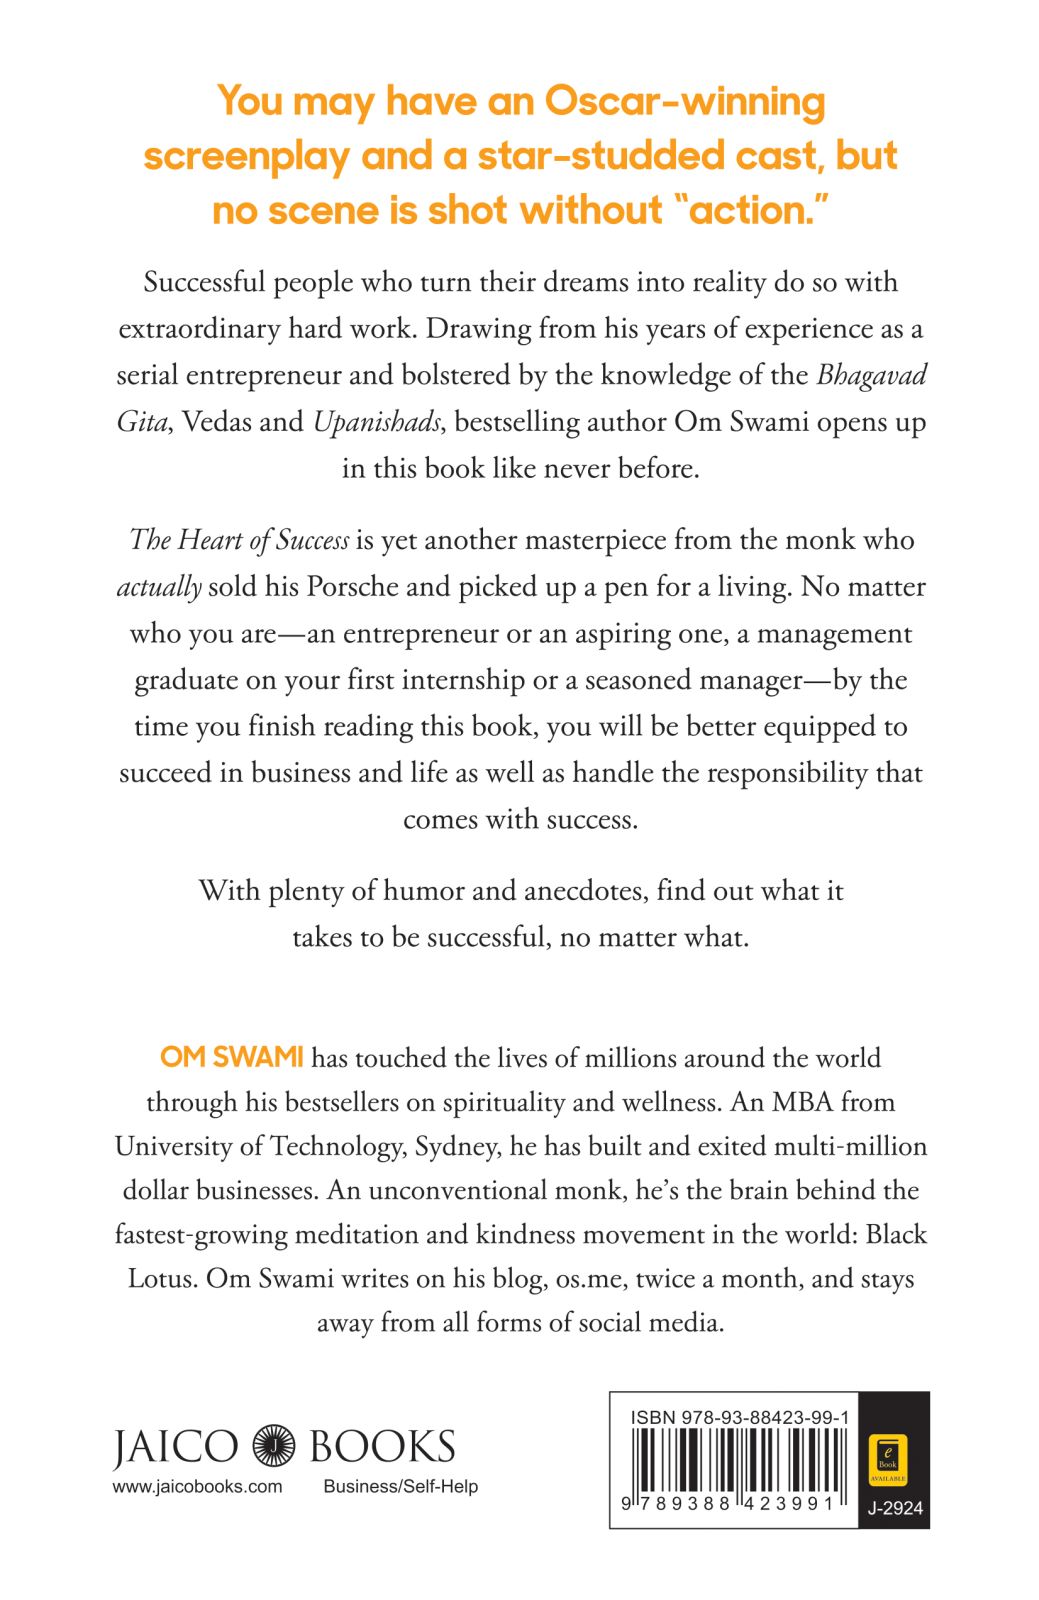 You may have an Oscar-winning
screenplay and a star-studded cast, but
no scene is shot without “action.”
Successful people who turn their dreams into reality do so with
extraordinary hard work. Drawing from his years of experience as a
serial entrepreneur and bolstered by the knowledge of the Bhagavad
Gita, Vedas and Upanishads, bestselling author Om Swami opens up
in this book like never before.
The Heart of Success is yet another masterpiece from the monk who
actually sold his Porsche and picked up a pen for a living. No matter
who you are—an entrepreneur or an aspiring one, a management
graduate on your first internship or a seasoned manager—by the
time you finish reading this book, you will be better equipped to
succeed in business and life as well as handle the responsibility that
comes with success.
With plenty of humor and anecdotes, find out what it
takes to be successful, no matter what.
OM SWAMI has touched the lives of millions around the world
through his bestsellers on spirituality and wellness. An MBA from
University of Technology, Sydney, he has built and exited multi-million
dollar businesses. An unconventional monk, he’s the brain behind the
fastest-growing meditation and kindness movement in the world: Black
Lotus. Om Swami writes on his blog, os.me, twice a month, and stays
away from all forms of social media.
JAICO J BOOKS
www.jaicobooks.com Business/Self-Help
ISBN 978-93-88423-99-1
9 789388 423991
e
Book
AVAILABLE
J-2924